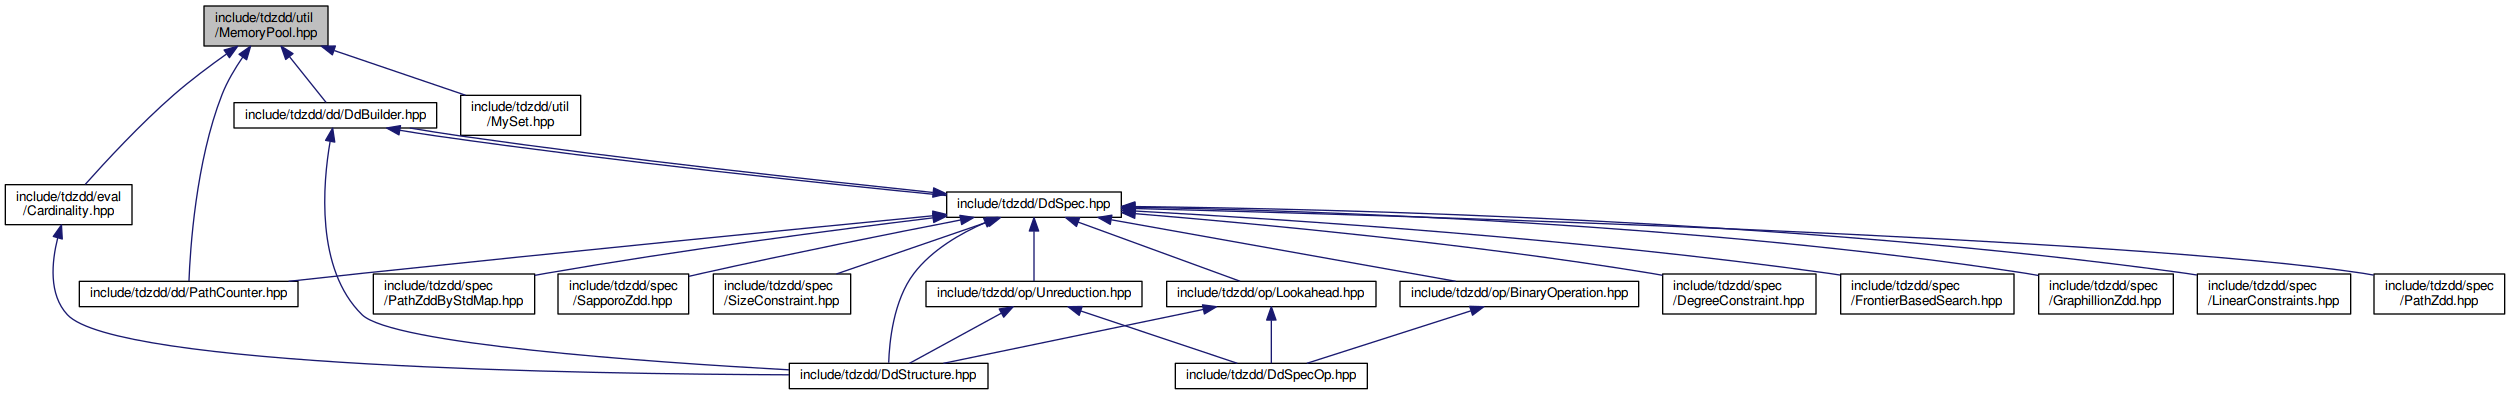 include/tdzdd/util
/MemoryPool.hpp
include/tdzdd/dd/DdBuilder.hpp
include/tdzdd/util
/MySet.hpp
include/tdzdd/eval
/Cardinality.hpp
include/tdzdd/DdSpec.hpp
include/tdzdd/dd/PathCounter.hpp
include/tdzdd/spec
/PathZddByStdMap.hpp
include/tdzdd/spec
/SapporoZdd.hpp
include/tdzdd/spec
/SizeConstraint.hpp
include/tdzdd/op/Unreduction.hpp
include/tdzdd/op/Lookahead.hpp
include/tdzdd/op/BinaryOperation.hpp
include/tdzdd/spec
/DegreeConstraint.hpp
include/tdzdd/spec
/FrontierBasedSearch.hpp
include/tdzdd/spec
/GraphillionZdd.hpp
include/tdzdd/spec
/LinearConstraints.hpp
include/tdzdd/spec
/PathZdd.hpp
include/tdzdd/DdStructure.hpp
include/tdzdd/DdSpecOp.hpp